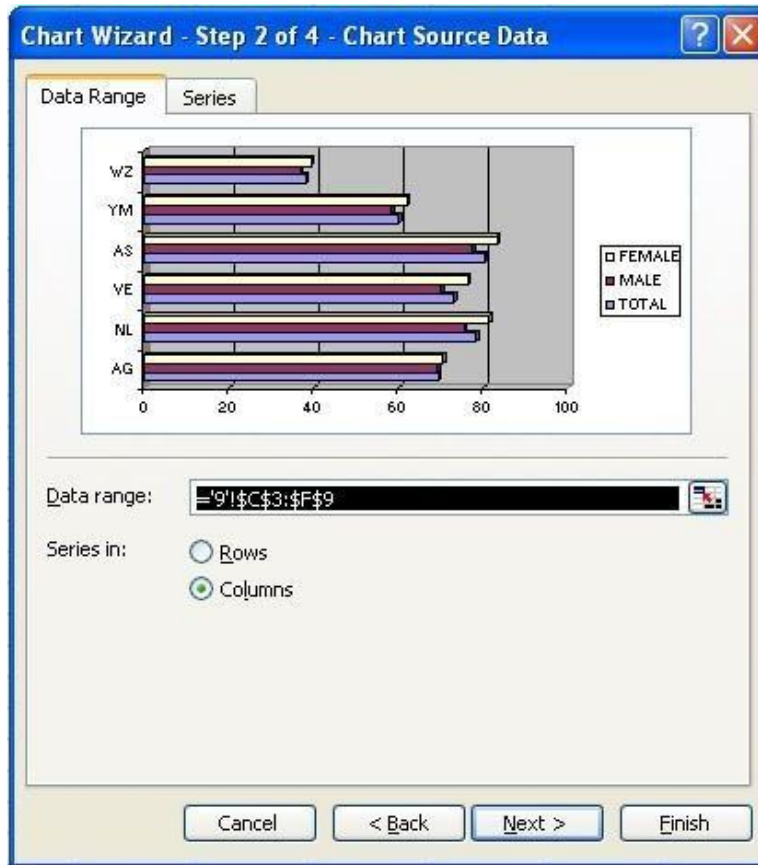 Chart Wizard - Step 2 of 4 - Chart Source Data
Data Range Series
WZ
YM
AS
VE
NL
AG
0 20 40 60 80 100
FEMALE
MALE
TOTAL
Data range: ='9'!$C$3:$F$9
Series in: Rows
Columns
Cancel < Back Next > Finish